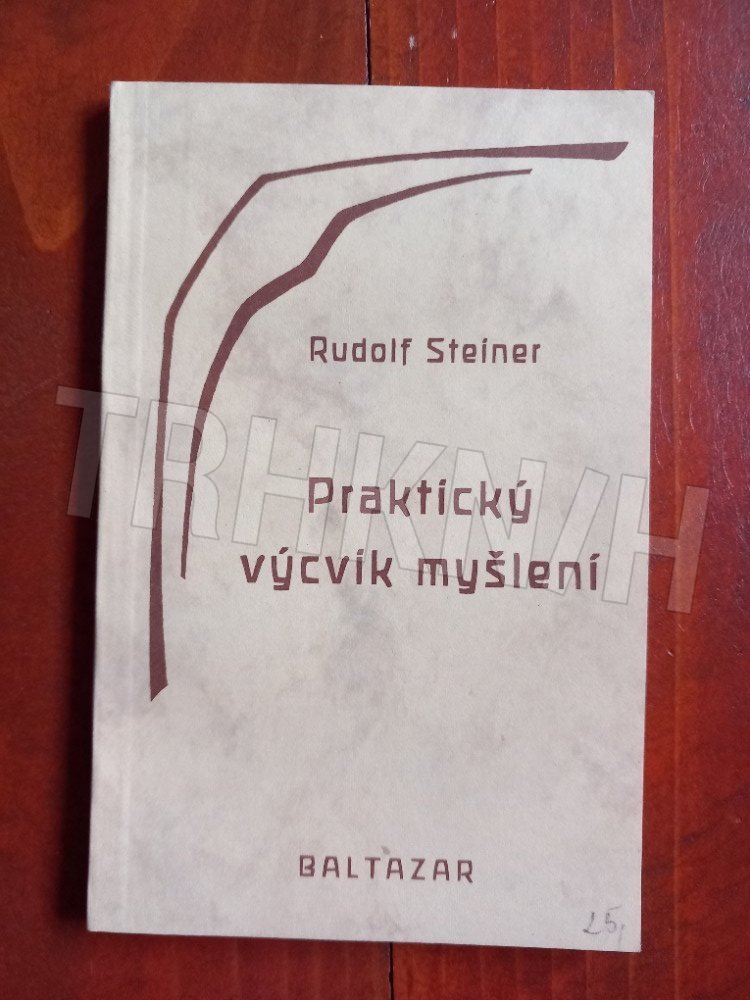 Rudolf Steiner
TRHKNIH
Praktický
výcvik myšlení
BALTAZAR
25,